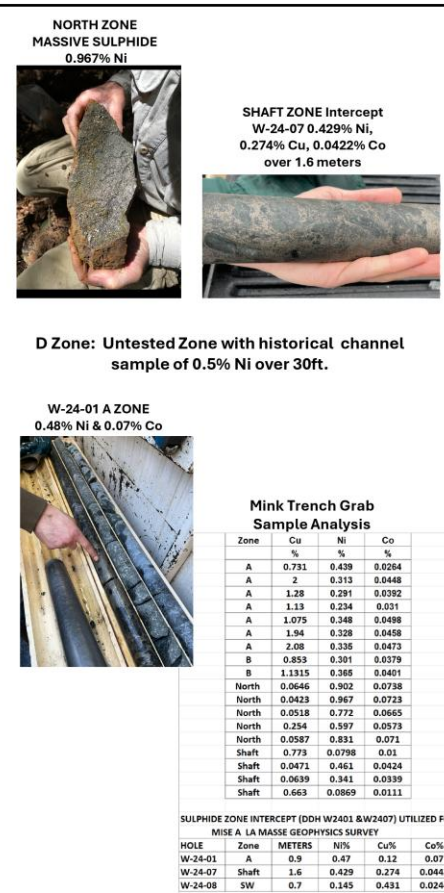 NORTH ZONE
MASSIVE SULPHIDE
0.967% Ni
SHAFT ZONE Intercept
W-24-07 0.429% Ni,
0.274% Cu, 0.0422% Co
over 1.6 meters
D Zone: Untested Zone with historical channel
sample of 0.5% Ni over 30ft.
W-24-01 A ZONE
0.48% Ni & 0.07% Co
Mink Trench Grab
Sample Analysis
Zone Cu Ni Co
% % %
A 0.731 0.439 0.0264
A 2 0.313 0.0448
A 1.28 0.291 0.0392
A 1.13 0.234 0.031
A 1.075 0.348 0.0498
A 1.94 0.328 0.0458
A 2.08 0.335 0.0473
B 0.853 0.301 0.0379
B 1.1315 0.365 0.0401
North 0.0646 0.902 0.0738
North 0.0423 0.967 0.0723
North 0.0518 0.772 0.0665
North 0.254 0.597 0.0573
North 0.0587 0.831 0.071
Shaft 0.773 0.0798 0.01
Shaft 0.0471 0.461 0.0424
Shaft 0.0639 0.341 0.0339
Shaft 0.663 0.0869 0.0111
SULPHIDE ZONE INTERCEPT (DDH W2401 &W2407) UTILIZED
MISE A LA MASSE GEOPHYSICS SURVEY
HOLE Zone METERS Ni% Cu% Co%
W-24-01 A 0.9 0.47 0.12 0.07
W-24-07 Shaft 1.6 0.429 0.274
W-24-08 SW 0.7 0.431